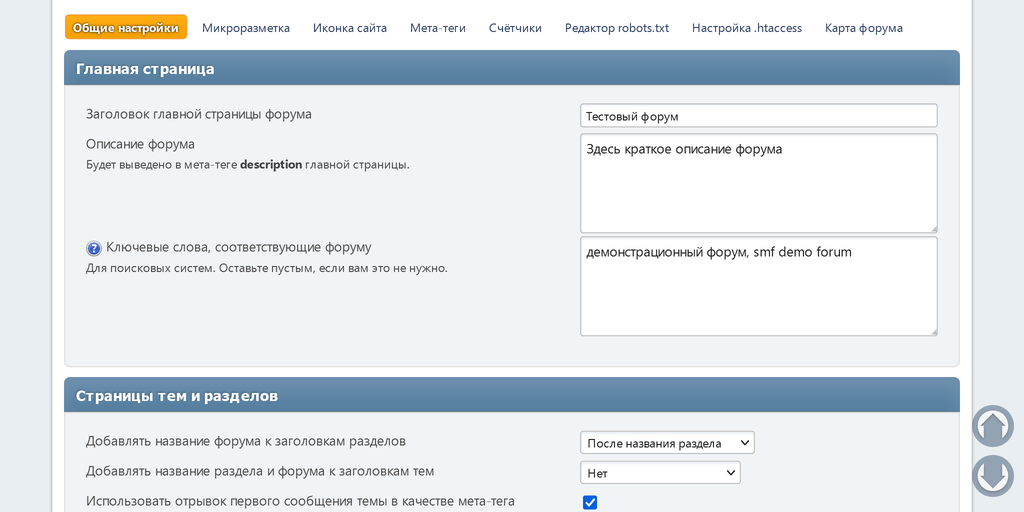 Общие настройки Микроразметка Иконка сайта Мета-теги Счётчики Редактор robots.txt Настройка .htaccess Карта форума
Главная страница
Заголовок главной страницы форума Тестовый форум
Описание форума Здесь краткое описание форума
Будет выведено в мета-теге description главной страницы.
? Ключевые слова, соответствующие форуму демонстрационный форум, smf demo forum
Для поисковых систем. Оставьте пустым, если вам это не нужно.
Страницы тем и разделов
Добавлять название форума к заголовкам разделов После названия раздела
Добавлять название раздела и форума к заголовкам тем Нет
Использовать отрывок первого сообщения темы в качестве мета-тега